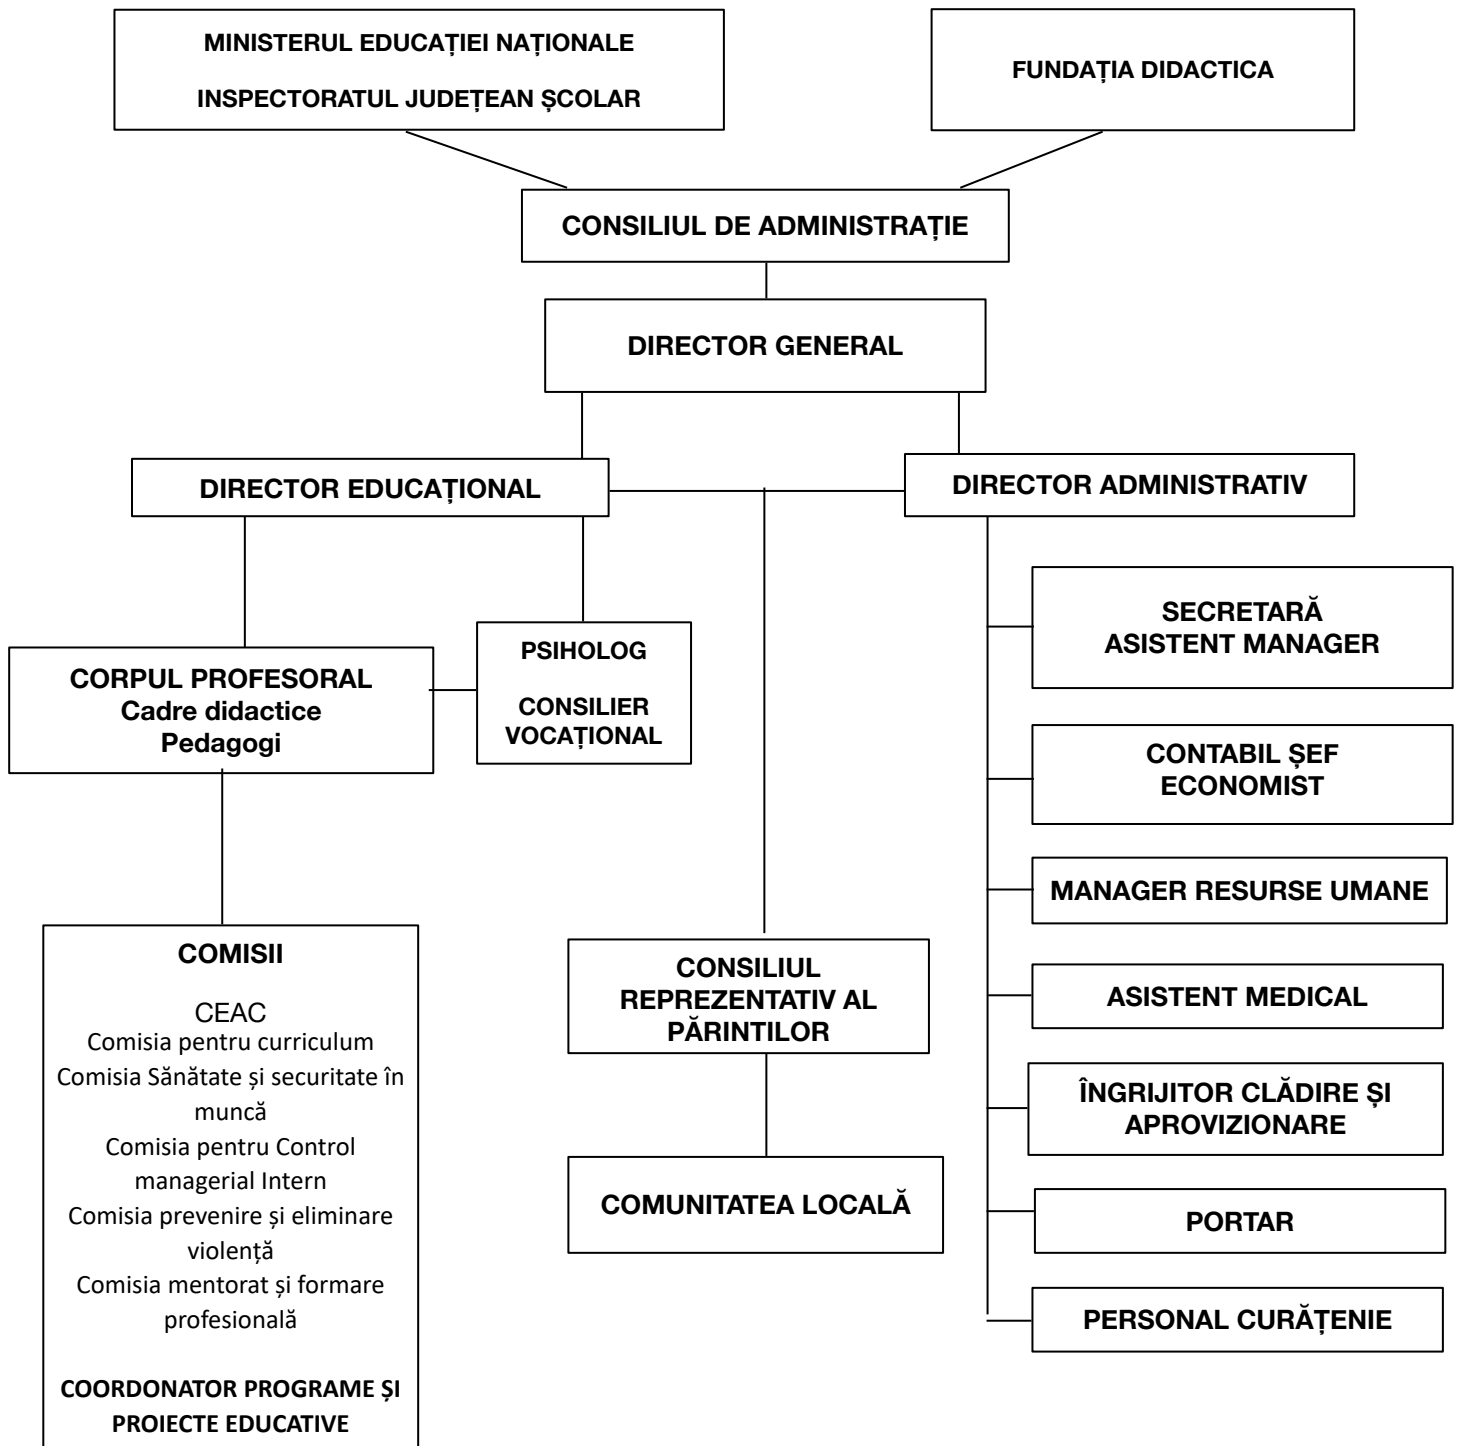 MINISTERUL EDUCAȚIEI NAȚIONALE
INSPECTORATUL JUDEȚEAN ȘCOLAR
FUNDAȚIA DIDACTICA
CONSILIUL DE ADMINISTRAȚIE
DIRECTOR GENERAL
DIRECTOR EDUCAȚIONAL
DIRECTOR ADMINISTRATIV
CORPUL PROFESORAL
Cadre didactice
Pedagogi
PSIHOLOG
CONSILIER
VOCAȚIONAL
SECRETARĂ
ASISTENT MANAGER
CONTABIL ȘEF
ECONOMIST
MANAGER RESURSE UMANE
ASISTENT MEDICAL
ÎNGRIJITOR CLĂDIRE ȘI
APROVIZIONARE
PORTAR
PERSONAL CURĂȚENIE
CONSILIUL
REPREZENTATIV AL
PĂRINTILOR
COMUNITATEA LOCALĂ
COMISII
CEAC
Comisia pentru curriculum
Comisia Sănătate și securitate în
muncă
Comisia pentru Control
managerial Intern
Comisia prevenire și eliminare
violență
Comisia mentorat și formare
profesională
COORDONATOR PROGRAME ȘI
PROIECTE EDUCATIVE